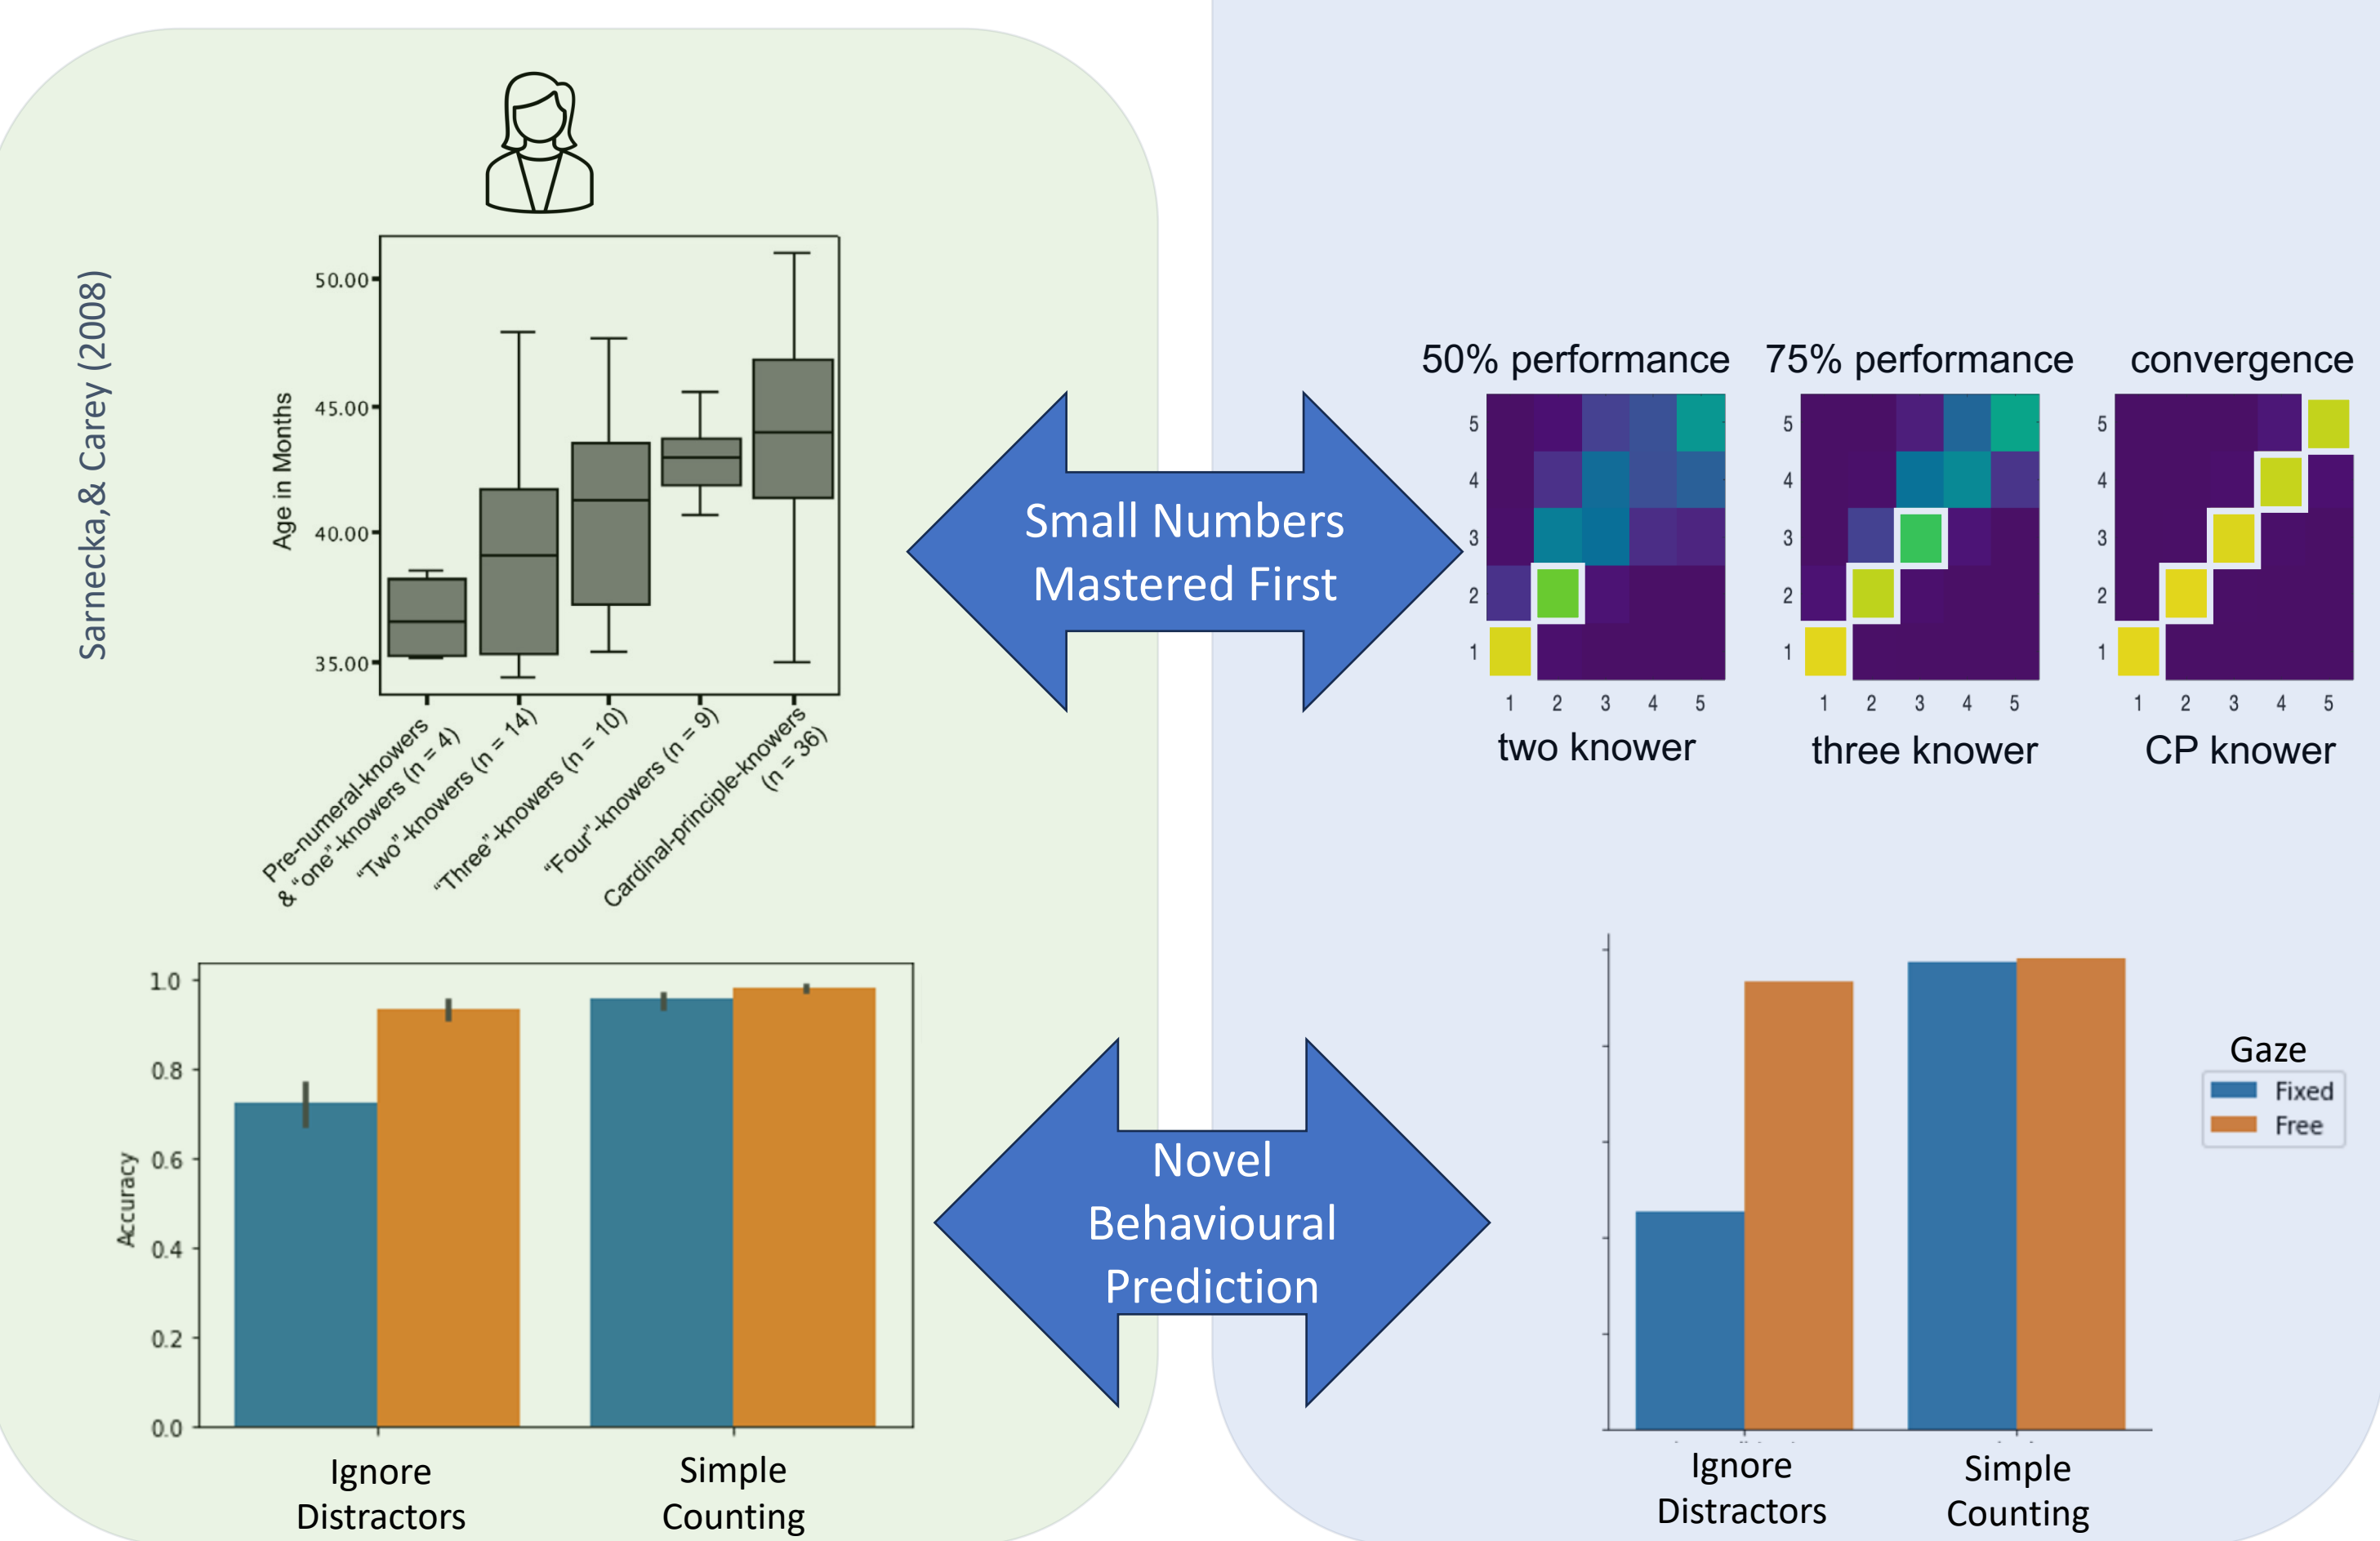 Sarnecka,& Carey (2008)
Age in Months
50.00
45.00
40.00
35.00
Pre-numeral-knowers
& “one”-knowers (n = 4)
“Two”-knowers (n = 14)
“Three”-knowers (n = 10)
“Four”-knowers (n = 9)
Cardinal-principle-knowers
(n = 36)
Small Numbers
Mastered First
50% performance
5
4
3
2
1
1 2 3 4 5
two knower
75% performance
5
4
3
2
1
1 2 3 4 5
three knower
convergence
5
4
3
2
1
1 2 3 4 5
CP knower
Accuracy
1.0
0.8
0.6
0.4
0.2
0.0
Ignore
Distractors
Simple
Counting
Novel
Behavioural
Prediction
Ignore
Distractors
Simple
Counting
Gaze
Fixed
Free